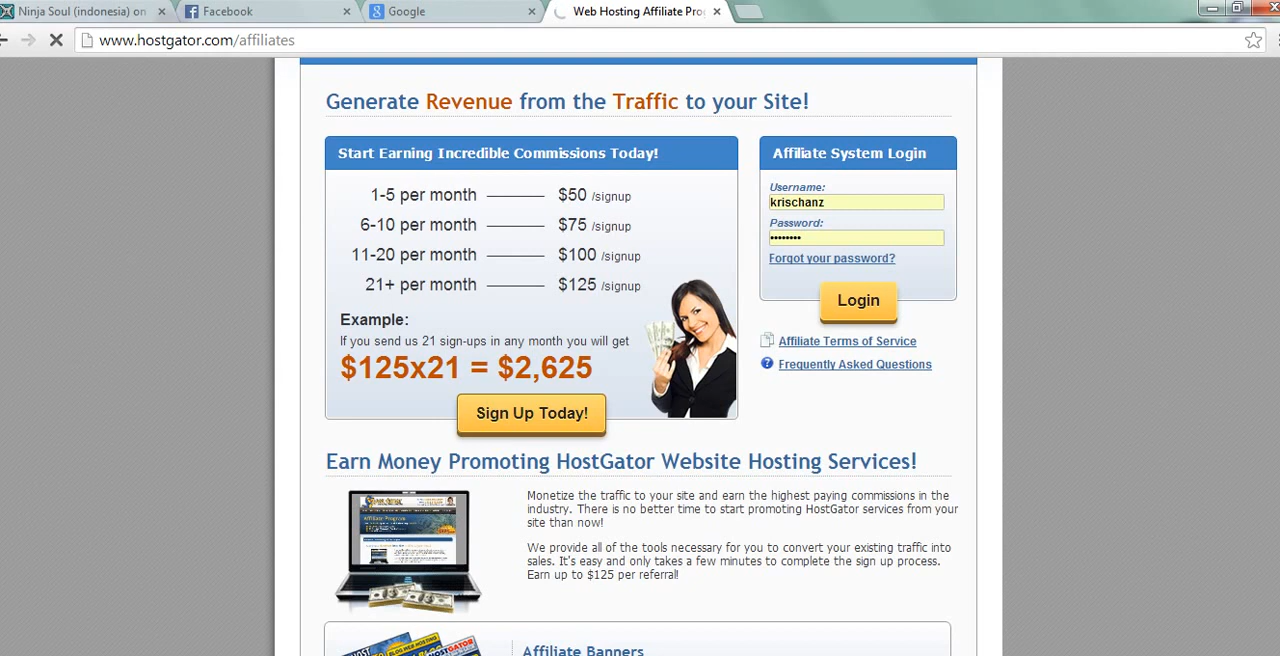 Ninja Soul (indonesia) on
Facebook
Google
Web Hosting Affiliate Pro
www.hostgator.com/affiliates
Generate Revenue from the Traffic to your Site!
Start Earning Incredible Commissions Today!
1-5 per month $50 /signup
6-10 per month $75 /signup
11-20 per month $100 /signup
21+ per month $125 /signup
Example:
If you send us 21 sign-ups in any month you will get
$125x21 = $2,625
Sign Up Today!
Affiliate System Login
Username:
krischanz
Password:
••••••••
Forgot your password?
Login
Affiliate Terms of Service
Frequently Asked Questions
Earn Money Promoting HostGator Website Hosting Services!
Monetize the traffic to your site and earn the highest paying commissions in the
industry. There is no better time to start promoting HostGator services from your
site than now!
We provide all of the tools necessary for you to convert your existing traffic into
sales. It's easy and only takes a few minutes to complete the sign up process.
Earn up to $125 per referral!
Affiliate Banners